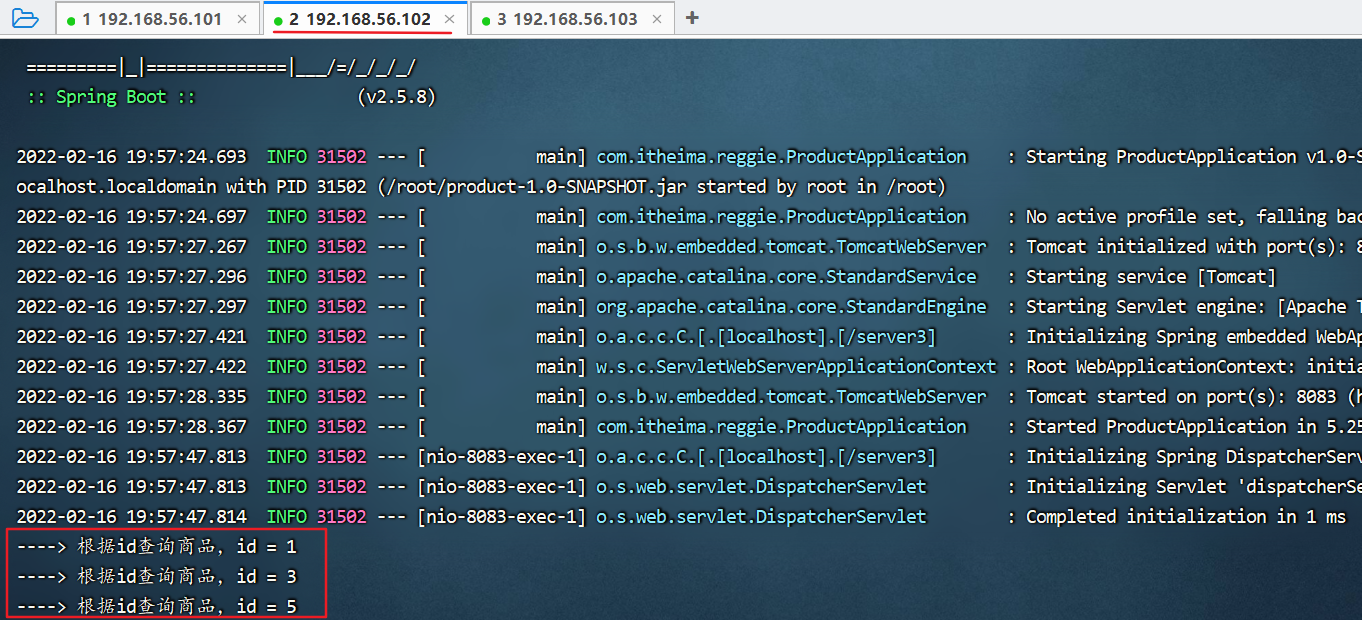 1 192.168.56.101 ×
2 192.168.56.102 ×
3 192.168.56.103 ×
+
=========|_|==============|___/=/_/_/_/
:: Spring Boot :: (v2.5.8)
2022-02-16 19:57:24.693 INFO 31502 --- [ main] com.itheima.reggie.ProductApplication : Starting ProductApplication v1.0-S
ocalhost.localdomain with PID 31502 (/root/product-1.0-SNAPSHOT.jar started by root in /root)
2022-02-16 19:57:24.697 INFO 31502 --- [ main] com.itheima.reggie.ProductApplication : No active profile set, falling bac
2022-02-16 19:57:27.267 INFO 31502 --- [ main] o.s.b.w.embedded.tomcat.TomcatWebServer : Tomcat initialized with port(s): 8
2022-02-16 19:57:27.296 INFO 31502 --- [ main] o.apache.catalina.core.StandardService : Starting service [Tomcat]
2022-02-16 19:57:27.297 INFO 31502 --- [ main] org.apache.catalina.core.StandardEngine : Starting Servlet engine: [Apache T
2022-02-16 19:57:27.421 INFO 31502 --- [ main] o.a.c.c.C.[.[localhost].[/server3] : Initializing Spring embedded WebAp
2022-02-16 19:57:27.422 INFO 31502 --- [ main] w.s.c.ServletWebServerApplicationContext : Root WebApplicationContext: initia
2022-02-16 19:57:28.335 INFO 31502 --- [ main] o.s.b.w.embedded.tomcat.TomcatWebServer : Tomcat started on port(s): 8083 (h
2022-02-16 19:57:28.367 INFO 31502 --- [ main] com.itheima.reggie.ProductApplication : Started ProductApplication in 5.25
2022-02-16 19:57:47.813 INFO 31502 --- [nio-8083-exec-1] o.a.c.c.C.[.[localhost].[/server3] : Initializing Spring DispatcherServ
2022-02-16 19:57:47.813 INFO 31502 --- [nio-8083-exec-1] o.s.web.servlet.DispatcherServlet : Initializing Servlet 'dispatcherSe
2022-02-16 19:57:47.814 INFO 31502 --- [nio-8083-exec-1] o.s.web.servlet.DispatcherServlet : Completed initialization in 1 ms
----> 根据id查询商品, id = 1
----> 根据id查询商品, id = 3
----> 根据id查询商品, id = 5